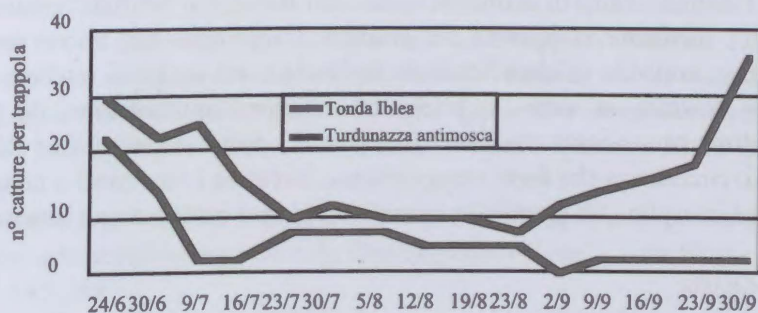 40
30
20
10
0
n° catture per trappola
Tonda Iblea
Turdunazza antimosca
24/6 30/6 9/7 16/7 23/7 30/7 5/8 12/8 19/8 23/8 2/9 9/9 16/9 23/9 30/9